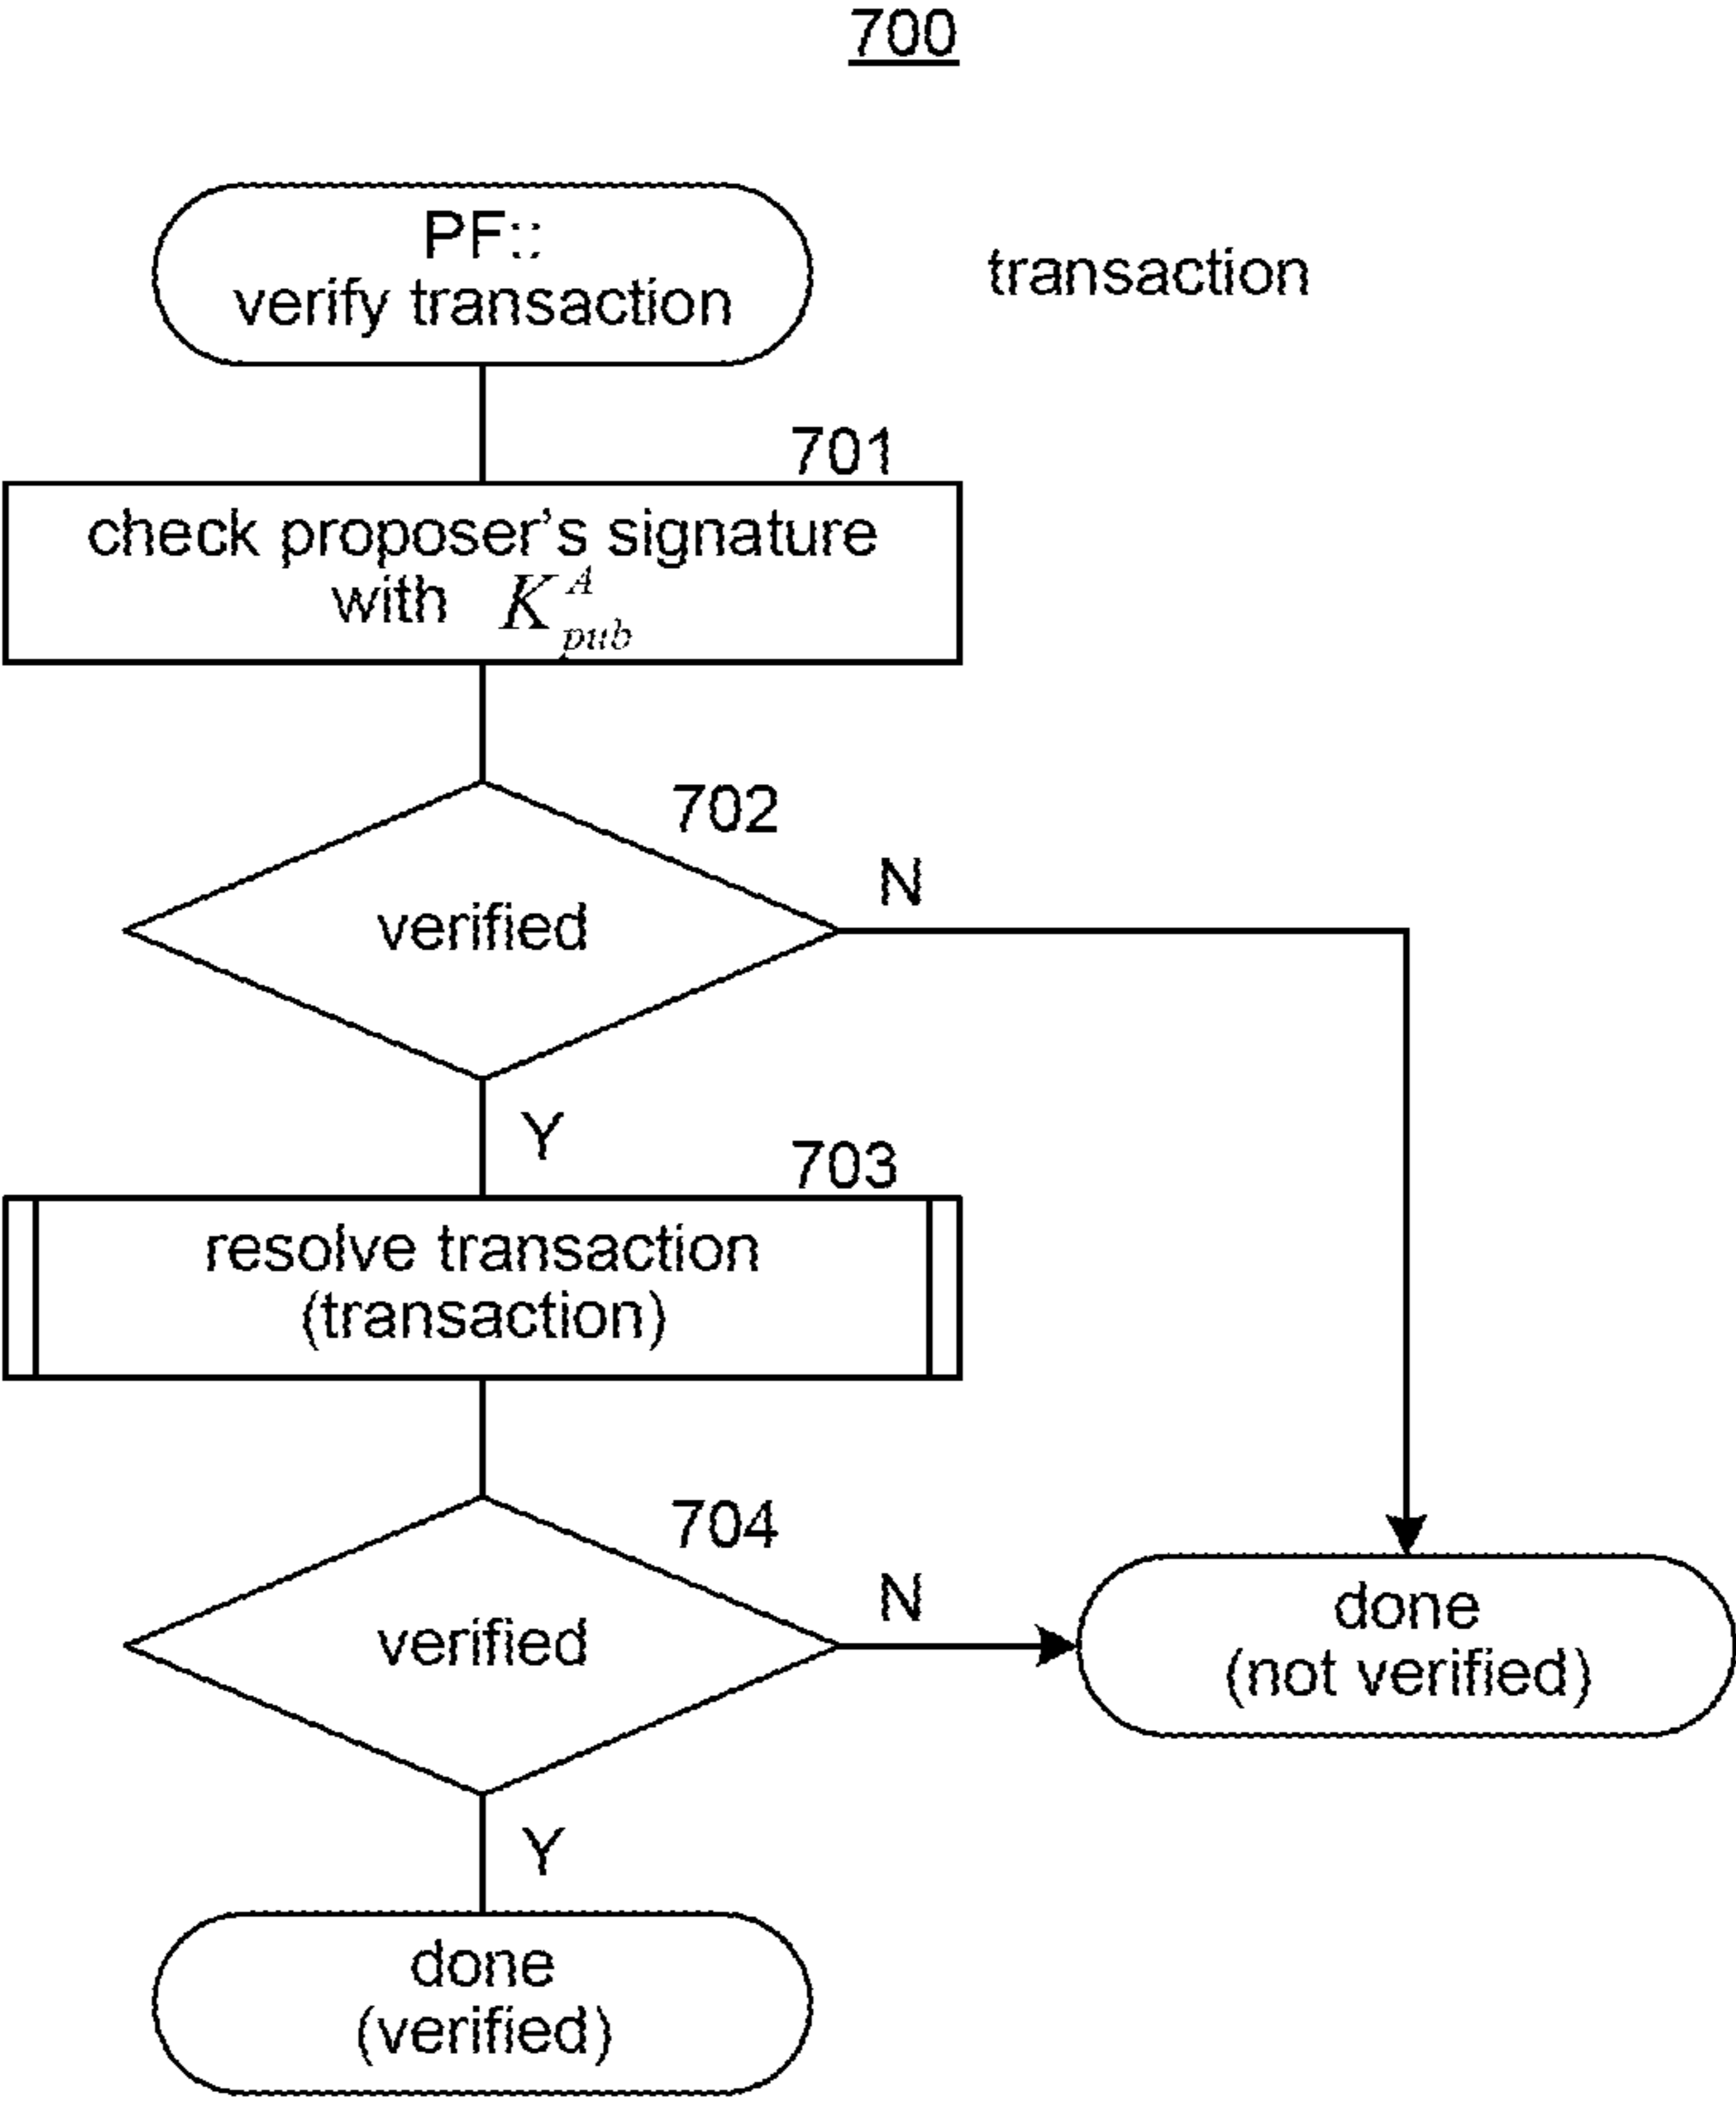 700
PF::
verify transaction
transaction
701
check proposer's signature
with K^A_pub
702
verified
N
Y
703
resolve transaction
(transaction)
704
verified
N
done
(not verified)
Y
done
(verified)